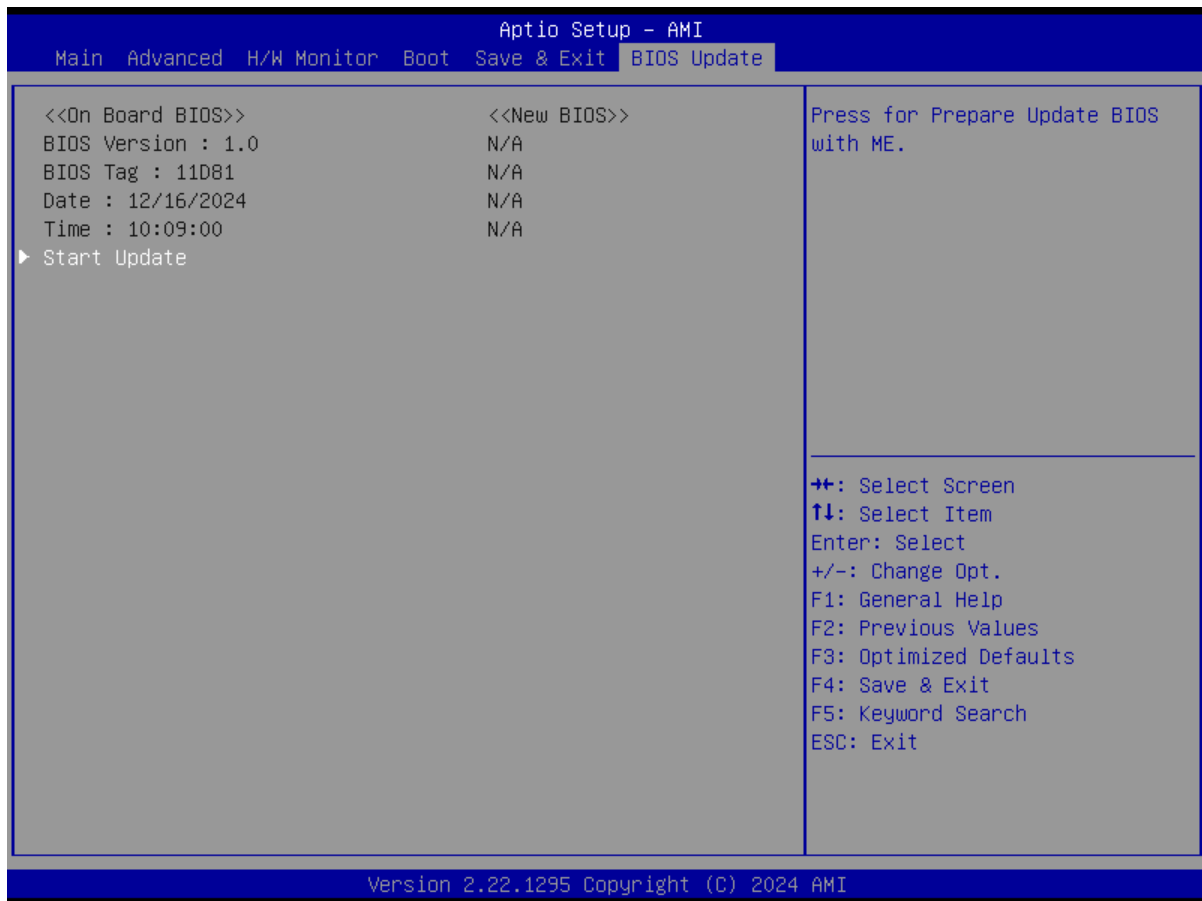 Aptio Setup – AMI
Main Advanced H/W Monitor Boot Save & Exit BIOS Update
<<On Board BIOS>> <<New BIOS>>
BIOS Version : 1.0 N/A
BIOS Tag : 11D81 N/A
Date : 12/16/2024 N/A
Time : 10:09:00 N/A
▶ Start Update
Press for Prepare Update BIOS
with ME.
→←: Select Screen
↑↓: Select Item
Enter: Select
+/-: Change Opt.
F1: General Help
F2: Previous Values
F3: Optimized Defaults
F4: Save & Exit
F5: Keyword Search
ESC: Exit
Version 2.22.1295 Copyright (C) 2024 AMI